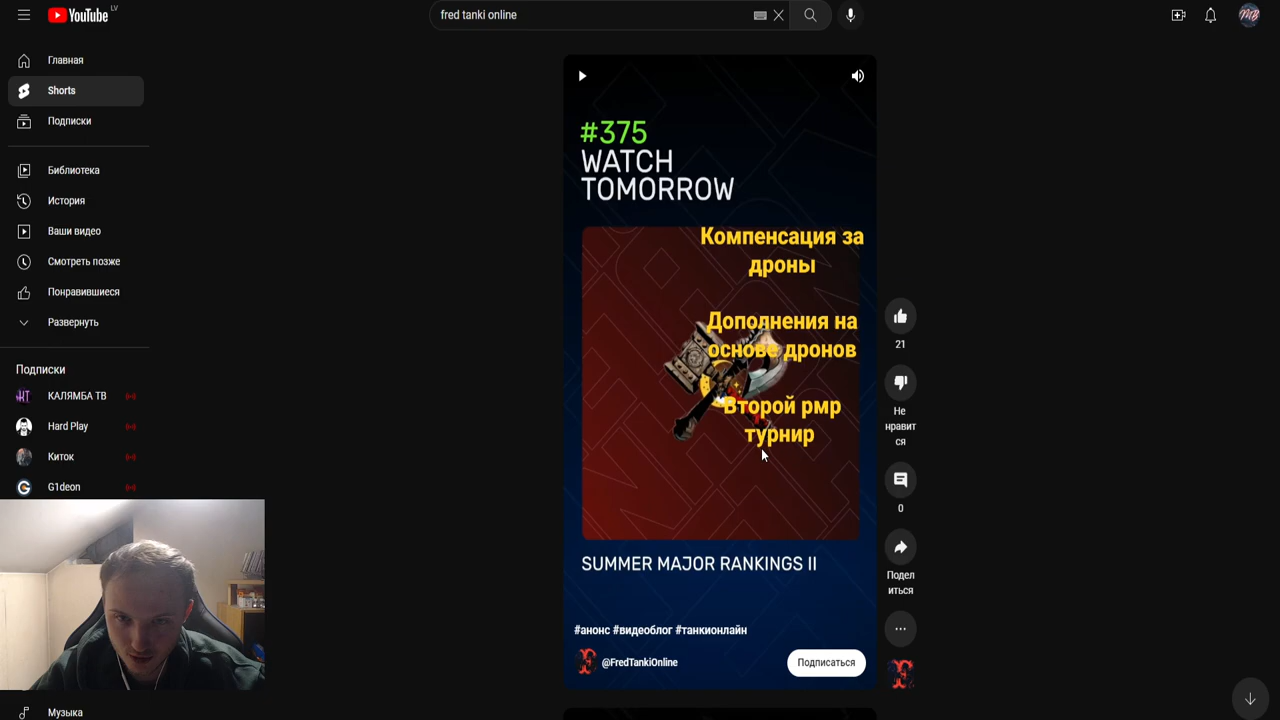 YouTube LV
fred tanki online
MB
Главная
Shorts
Подписки
Библиотека
История
Ваши видео
Смотреть позже
Понравившиеся
Развернуть
Подписки
КАЛЯМБА ТВ
Hard Play
Киток
G1deon
Музыка
#375
WATCH
TOMORROW
Компенсация за
дроны
Дополнения на
основе дронов
Второй рмр
турнир
SUMMER MAJOR RANKINGS II
#анонс #видеоблог #танкионлайн
@FredTankiOnline
Подписаться
21
Не
нравит
ся
0
Подел
иться